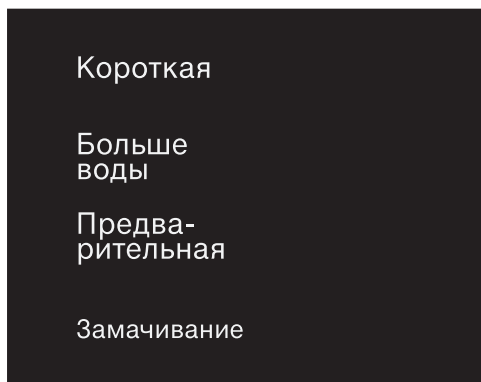 Короткая
Больше
воды
Предва-
рительная
Замачивание